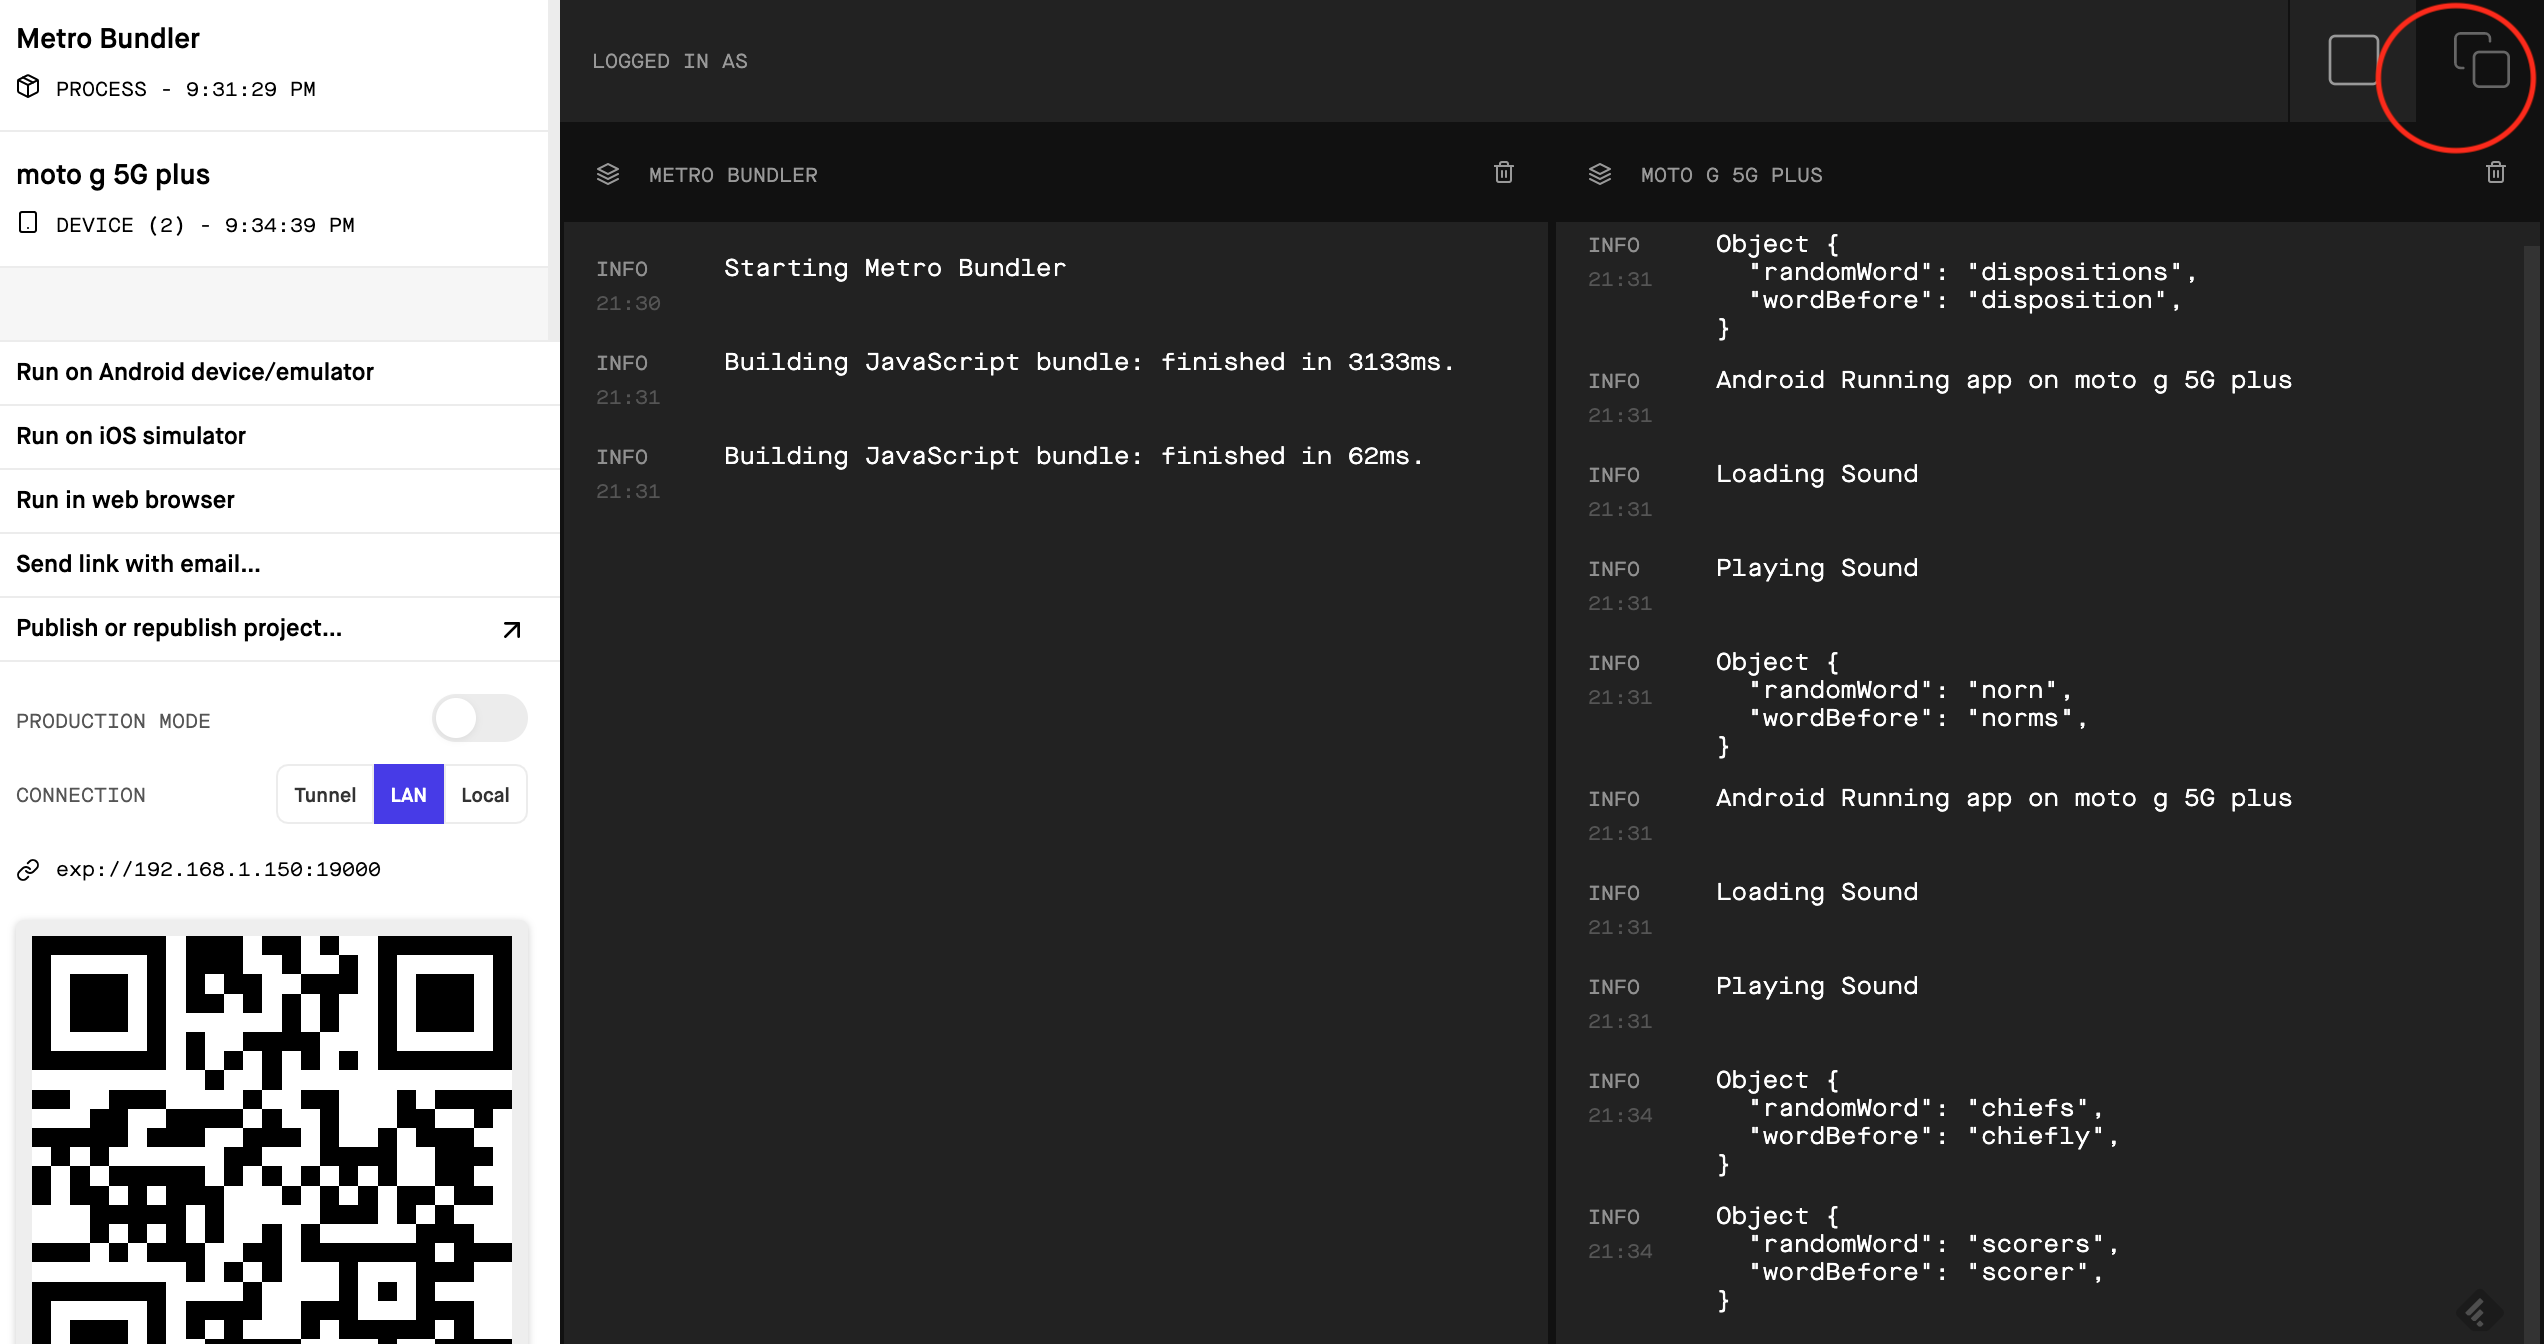 Metro Bundler
PROCESS - 9:31:29 PM
moto g 5G plus
DEVICE (2) - 9:34:39 PM
Run on Android device/emulator
Run on iOS simulator
Run in web browser
Send link with email...
Publish or republish project...
PRODUCTION MODE
CONNECTION
Tunnel
LAN
Local
exp://192.168.1.150:19000
LOGGED IN AS
METRO BUNDLER
INFO
Starting Metro Bundler
21:30
INFO
Building JavaScript bundle: finished in 3133ms.
21:31
INFO
Building JavaScript bundle: finished in 62ms.
21:31
MOTO G 5G PLUS
INFO
21:31
Object {
"randomWord": "dispositions",
"wordBefore": "disposition",
}
INFO
Android Running app on moto g 5G plus
21:31
INFO
Loading Sound
21:31
INFO
Playing Sound
21:31
INFO
21:31
Object {
"randomWord": "norn",
"wordBefore": "norms",
}
INFO
Android Running app on moto g 5G plus
21:31
INFO
Loading Sound
21:31
INFO
Playing Sound
21:31
INFO
21:34
Object {
"randomWord": "chiefs",
"wordBefore": "chiefly",
}
INFO
21:34
Object {
"randomWord": "scorers",
"wordBefore": "scorer",
}